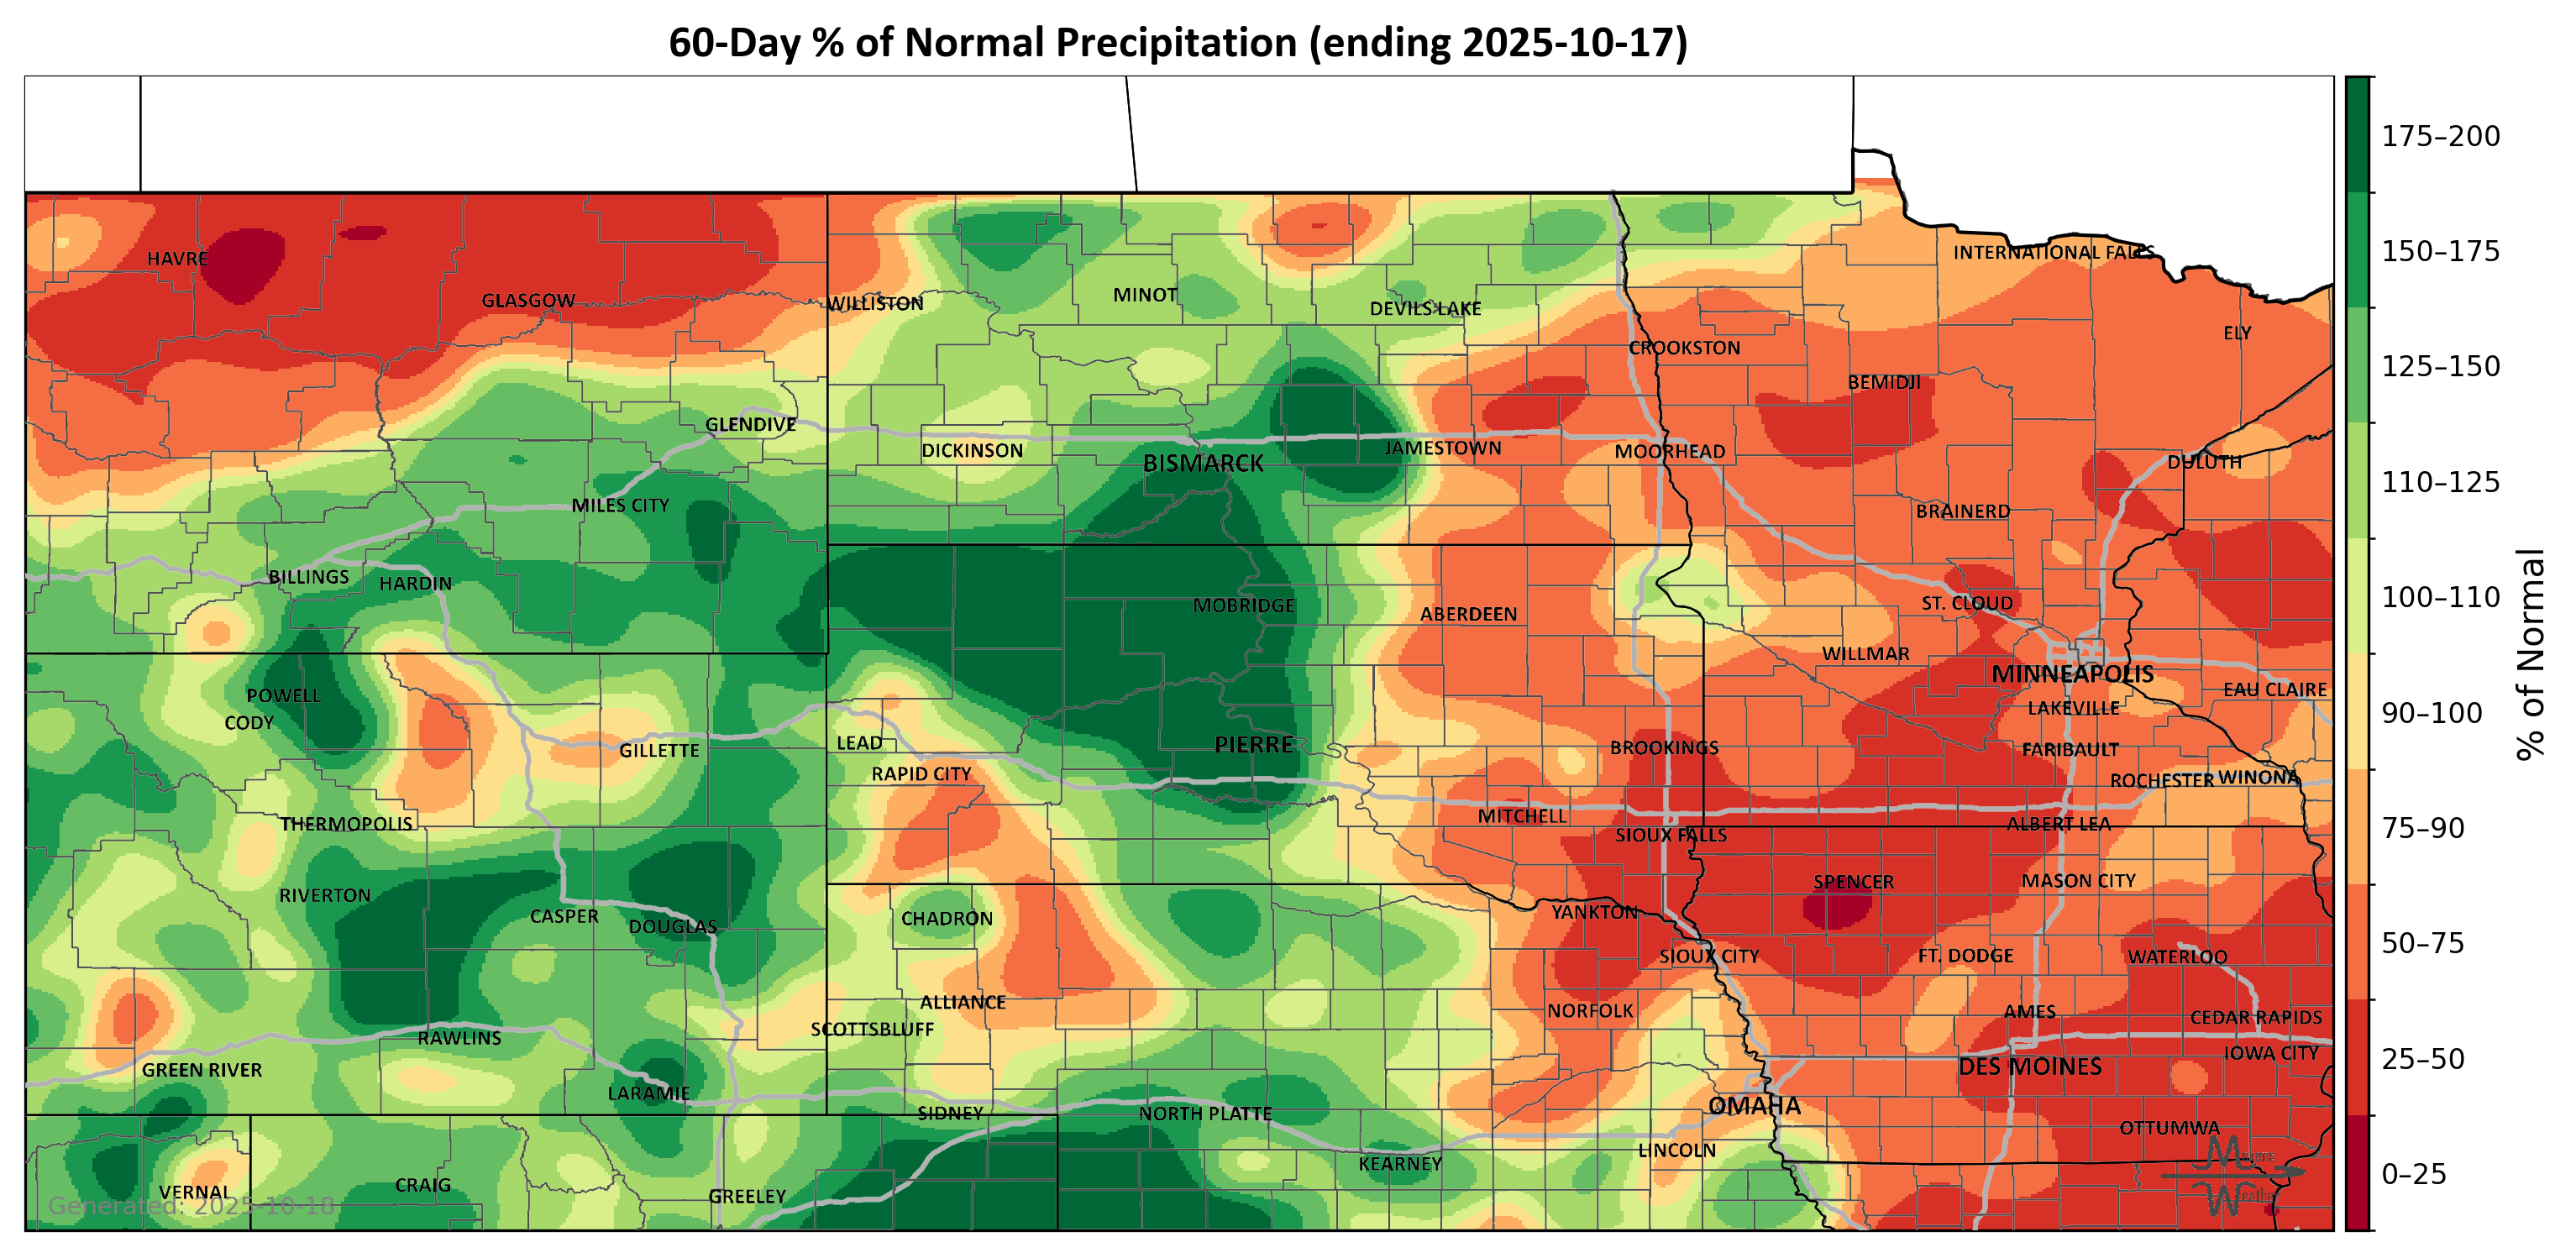 60-Day % of Normal Precipitation (ending 2025-10-17)
175–200
150–175
125–150
110–125
100–110
90–100
75–90
50–75
25–50
0–25
% of Normal
HAVRE
GLASGOW
WILLISTON
MINOT
DEVILS LAKE
INTERNATIONAL FALLS
ELY
CROOKSTON
BEMIDJI
GLENDIVE
DICKINSON
BISMARCK
JAMESTOWN
MOORHEAD
DULUTH
MILES CITY
BRAINERD
BILLINGS
HARDIN
MOBRIDGE
ABERDEEN
ST. CLOUD
WILLMAR
MINNEAPOLIS
POWELL
EAU CLAIRE
CODY
LAKEVILLE
GILLETTE
LEAD
PIERRE
BROOKINGS
FARIBAULT
RAPID CITY
ROCHESTER
WINONA
THERMOPOLIS
MITCHELL
SIOUX FALLS
ALBERT LEA
RIVERTON
SPENCER
MASON CITY
CASPER
DOUGLAS
CHADRON
YANKTON
SIOUX CITY
FT. DODGE
WATERLOO
ALLIANCE
NORFOLK
AMES
CEDAR RAPIDS
SCOTTSBLUFF
RAWLINS
IOWA CITY
GREEN RIVER
DES MOINES
LARAMIE
SIDNEY
NORTH PLATTE
OMAHA
OTTUMWA
LINCOLN
KEARNEY
VERNAL
CRAIG
GREELEY
Generated: 2025-10-18